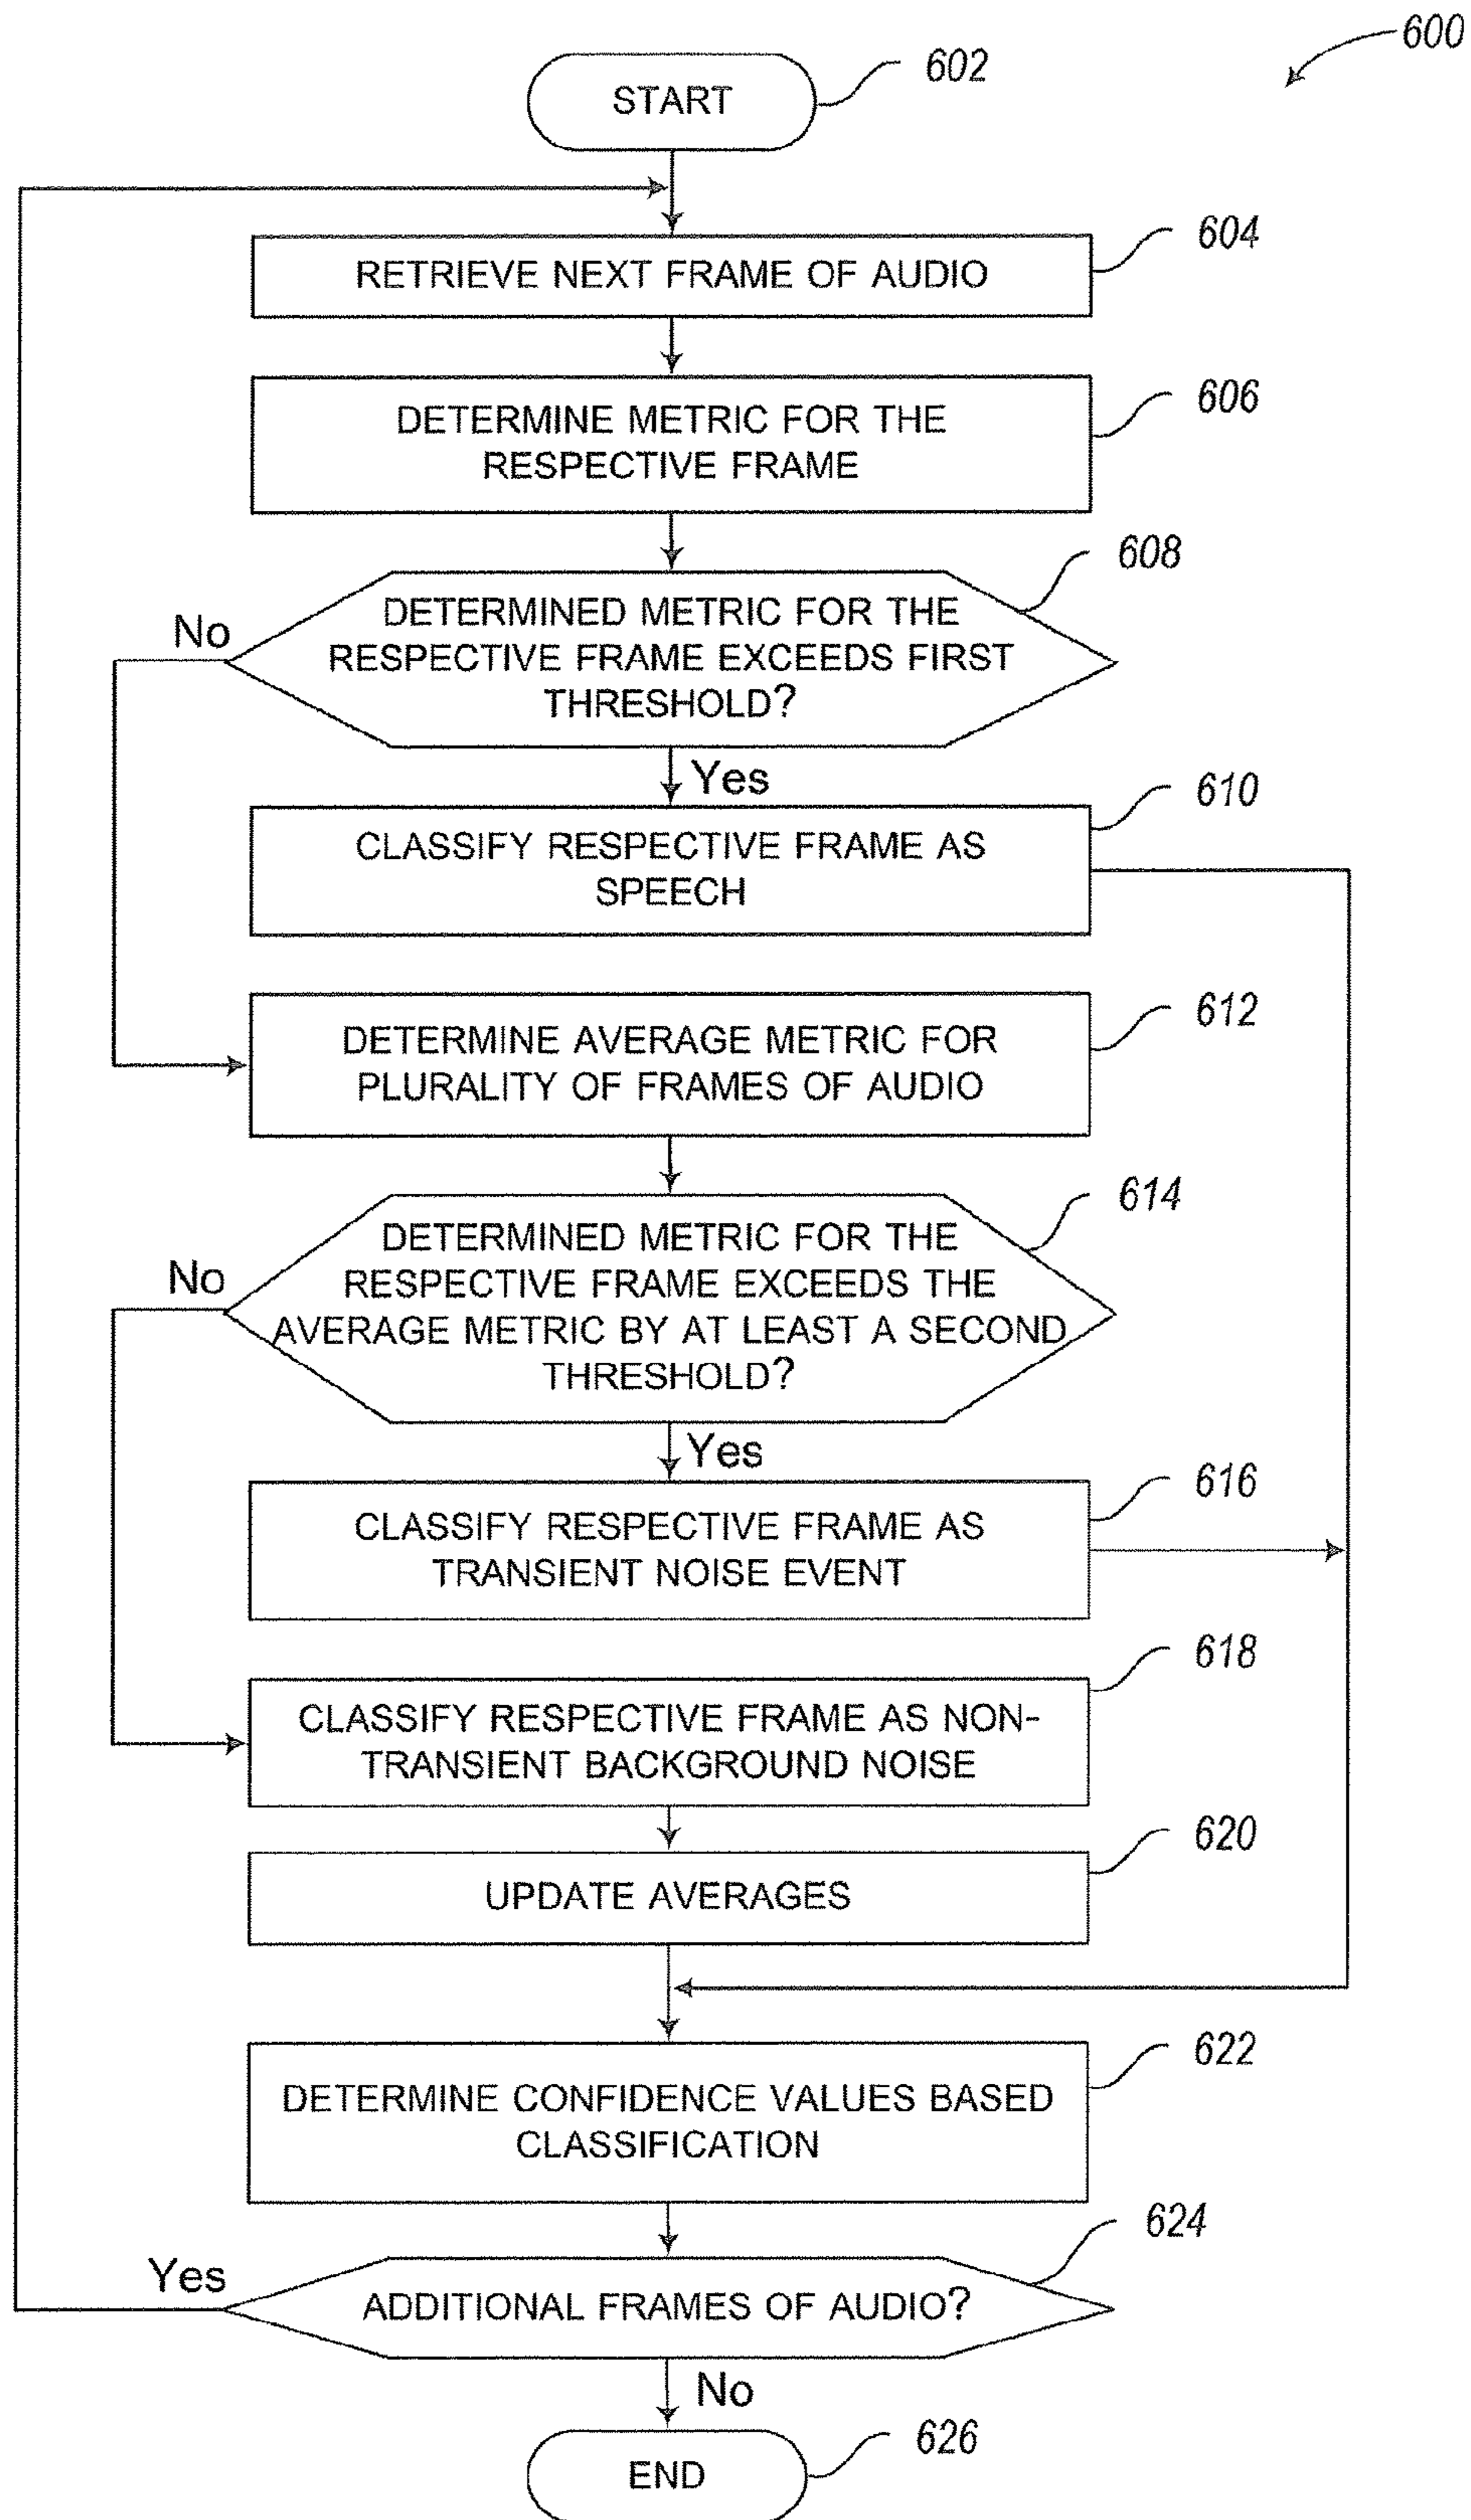 600
START
602
RETRIEVE NEXT FRAME OF AUDIO
604
DETERMINE METRIC FOR THE
RESPECTIVE FRAME
606
DETERMINED METRIC FOR THE
RESPECTIVE FRAME EXCEEDS FIRST
THRESHOLD?
608
No
Yes
CLASSIFY RESPECTIVE FRAME AS
SPEECH
610
DETERMINE AVERAGE METRIC FOR
PLURALITY OF FRAMES OF AUDIO
612
DETERMINED METRIC FOR THE
RESPECTIVE FRAME EXCEEDS THE
AVERAGE METRIC BY AT LEAST A SECOND
THRESHOLD?
614
No
Yes
CLASSIFY RESPECTIVE FRAME AS
TRANSIENT NOISE EVENT
616
CLASSIFY RESPECTIVE FRAME AS NON-
TRANSIENT BACKGROUND NOISE
618
UPDATE AVERAGES
620
DETERMINE CONFIDENCE VALUES BASED
CLASSIFICATION
622
ADDITIONAL FRAMES OF AUDIO?
624
Yes
No
END
626